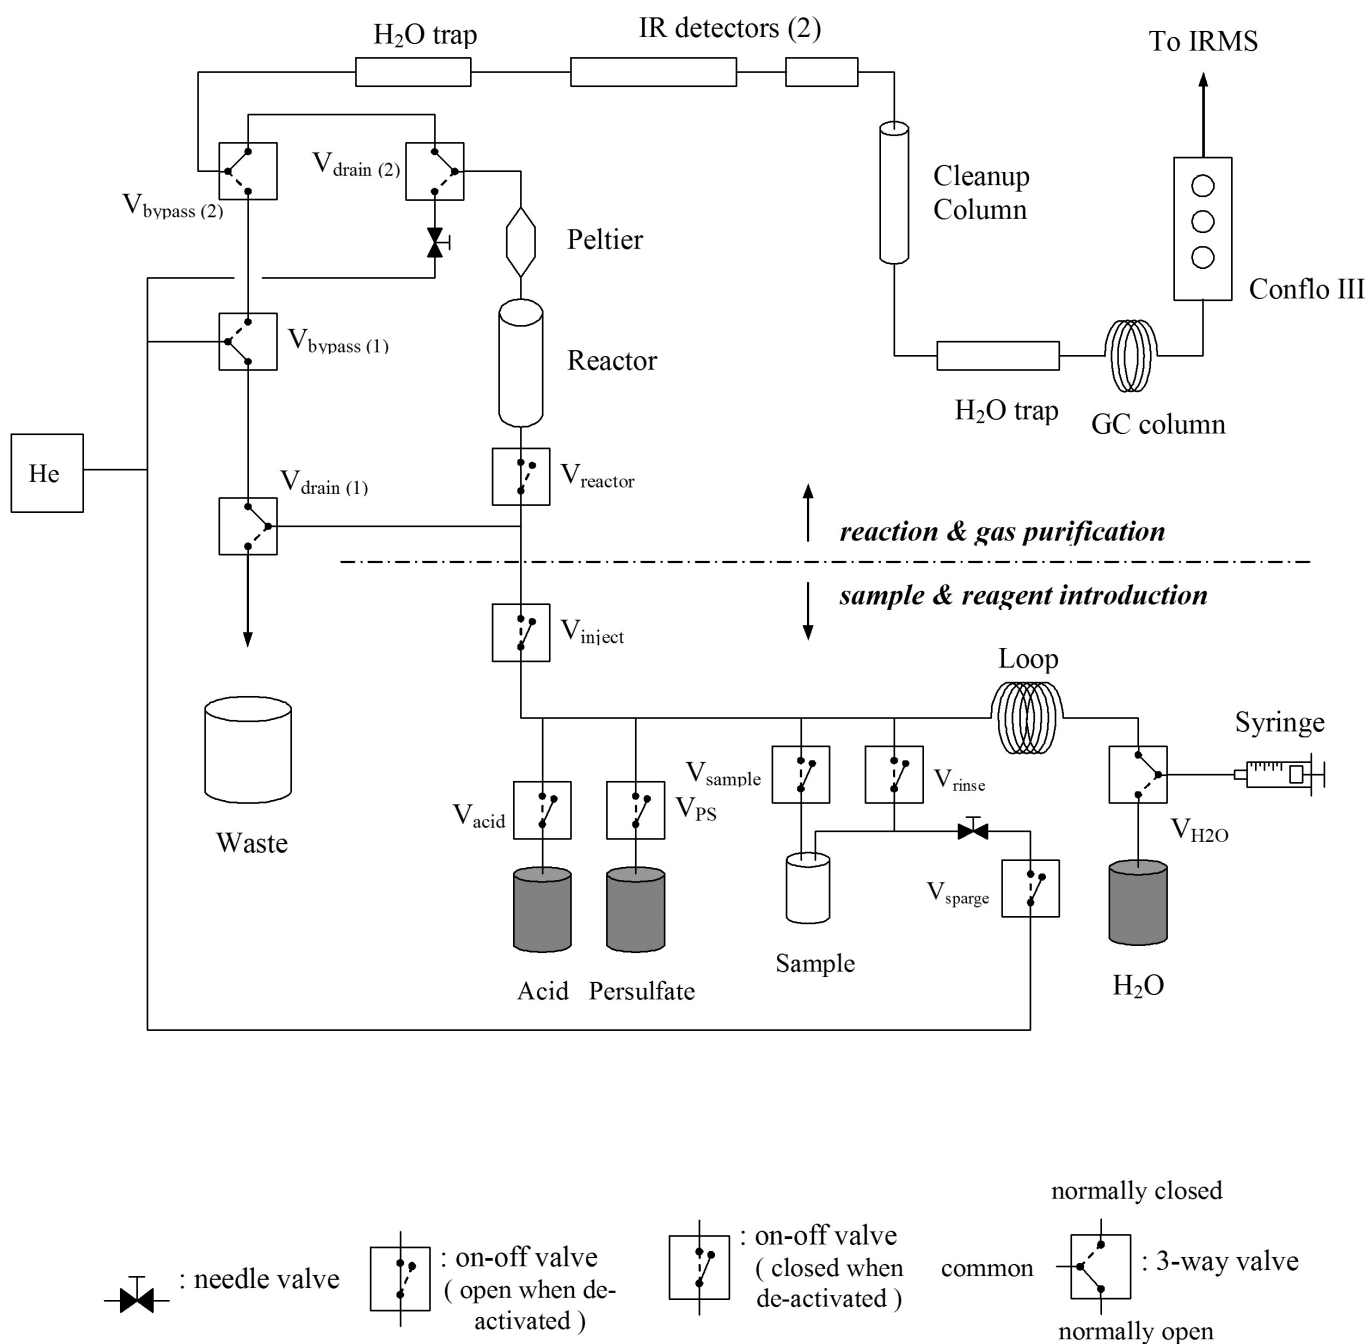 H2O trap
IR detectors (2)
To IRMS
Vdrain (2)
Cleanup
Column
Vbypass (2)
Peltier
Conflo III
Vbypass (1)
Reactor
H2O trap
GC column
He
Vdrain (1)
Vreactor
reaction & gas purification
sample & reagent introduction
Vinject
Loop
Syringe
Vsample
Vrinse
Vacid
VPS
VH2O
Waste
Vsparge
Sample
Acid
Persulfate
H2O
normally closed
: needle valve
: on-off valve
( open when de-
activated )
: on-off valve
( closed when
de-activated )
common
: 3-way valve
normally open